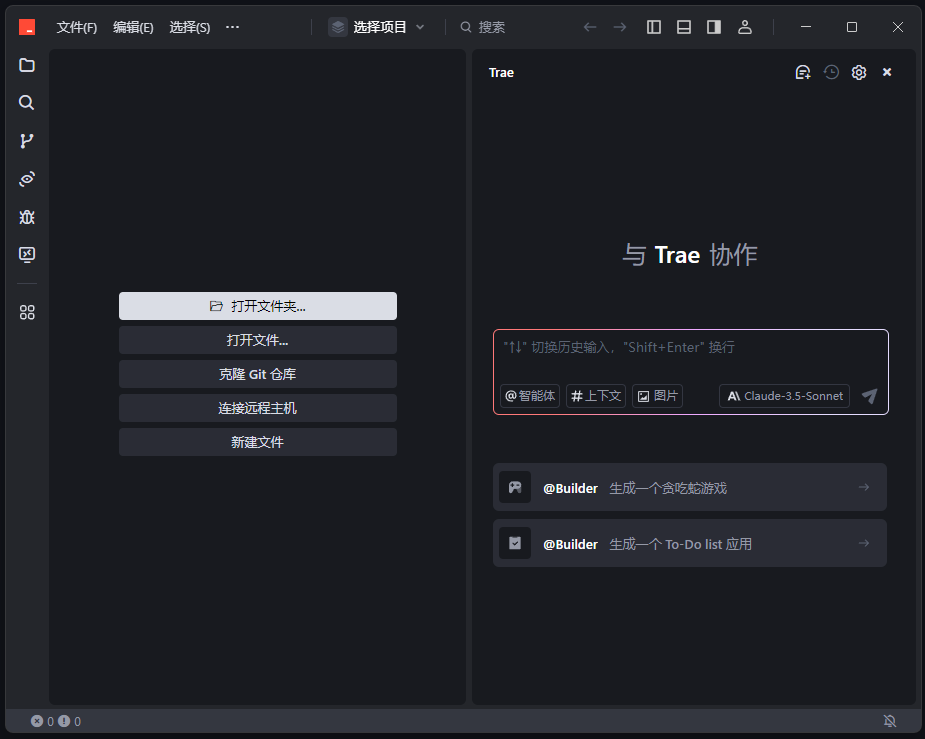 文件(F) 编辑(E) 选择(S) ··· 选择项目 搜索
Trae
与 Trae 协作
打开文件夹...
打开文件...
克隆 Git 仓库
连接远程主机
新建文件
"↑↓" 切换历史输入，"Shift+Enter" 换行
@智能体 #上下文 图片 A\ Claude-3.5-Sonnet
@Builder 生成一个贪吃蛇游戏
@Builder 生成一个 To-Do list 应用
0 0